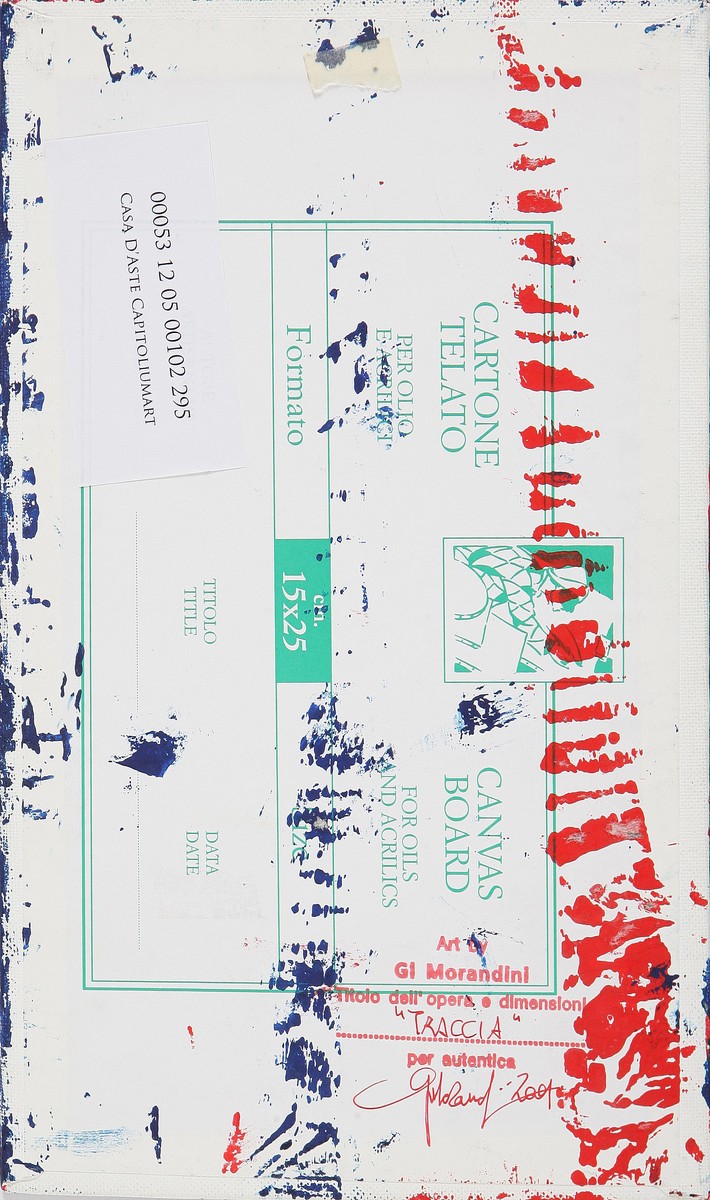 00053 12 05 00102 295
CASA D'ASTE CAPITOLIUMART
CARTONE
TELATO
PER OLIO
E ACRILICI
CANVAS
BOARD
FOR OILS
AND ACRILICS
Formato
cm.
15x25
TITOLO
TITLE
DATA
DATE
Art by
Gi Morandini
Titolo dell'opera e dimensioni
"TRACCIA"
per autentica